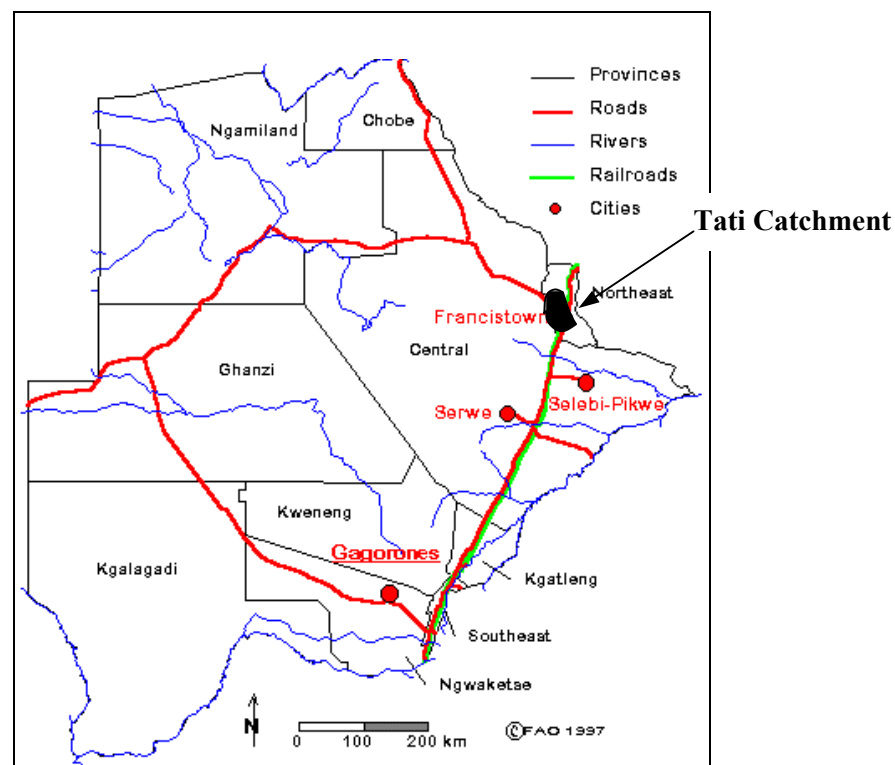 Provinces
Roads
Rivers
Railroads
Cities
Tati Catchment
Chobe
Ngamiland
Northeast
Francistown
Central
Ghanzi
Selebi-Pikwe
Serwe
Kweneng
Gagorones
Kgalagadi
Kgatleng
Southeast
Ngwaketae
N
0 100 200 km
©FAO 1997